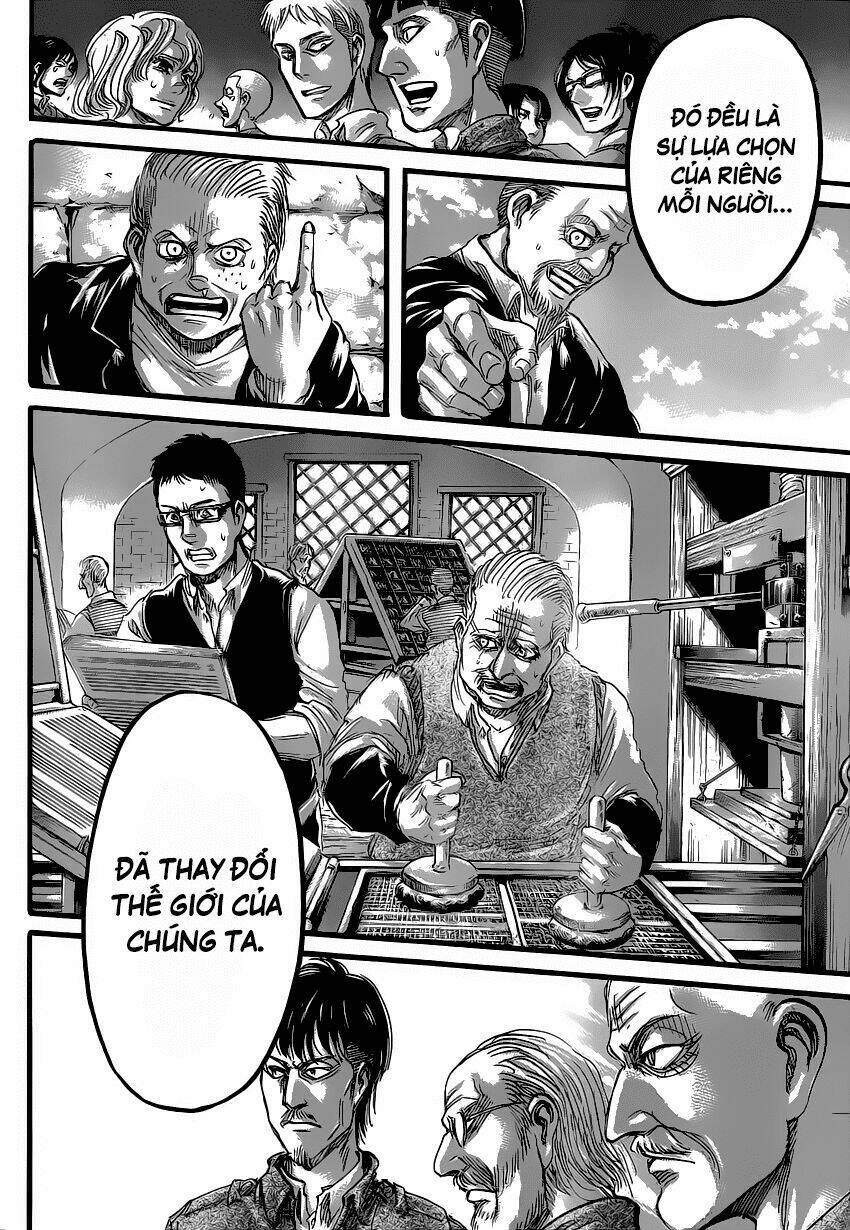 ĐÓ ĐỀU LÀ
SỰ LỰA CHỌN
CỦA RIÊNG
MỖI NGƯỜI...
ĐÃ THAY ĐỔI
THẾ GIỚI CỦA
CHÚNG TA.